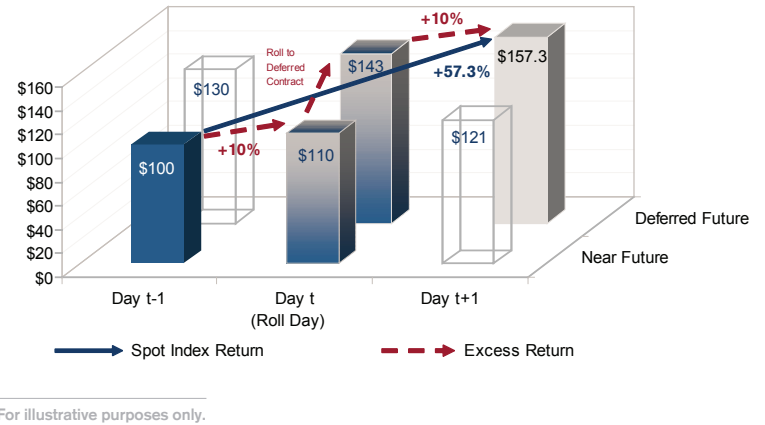 +10%
Roll to
Deferred
Contract
$143
$157.3
+57.3%
$160
$140
$120
$100
$80
$60
$40
$20
$0
$130
+10%
$100
$110
$121
Deferred Future
Near Future
Day t-1
Day t
(Roll Day)
Day t+1
Spot Index Return
Excess Return
For illustrative purposes only.